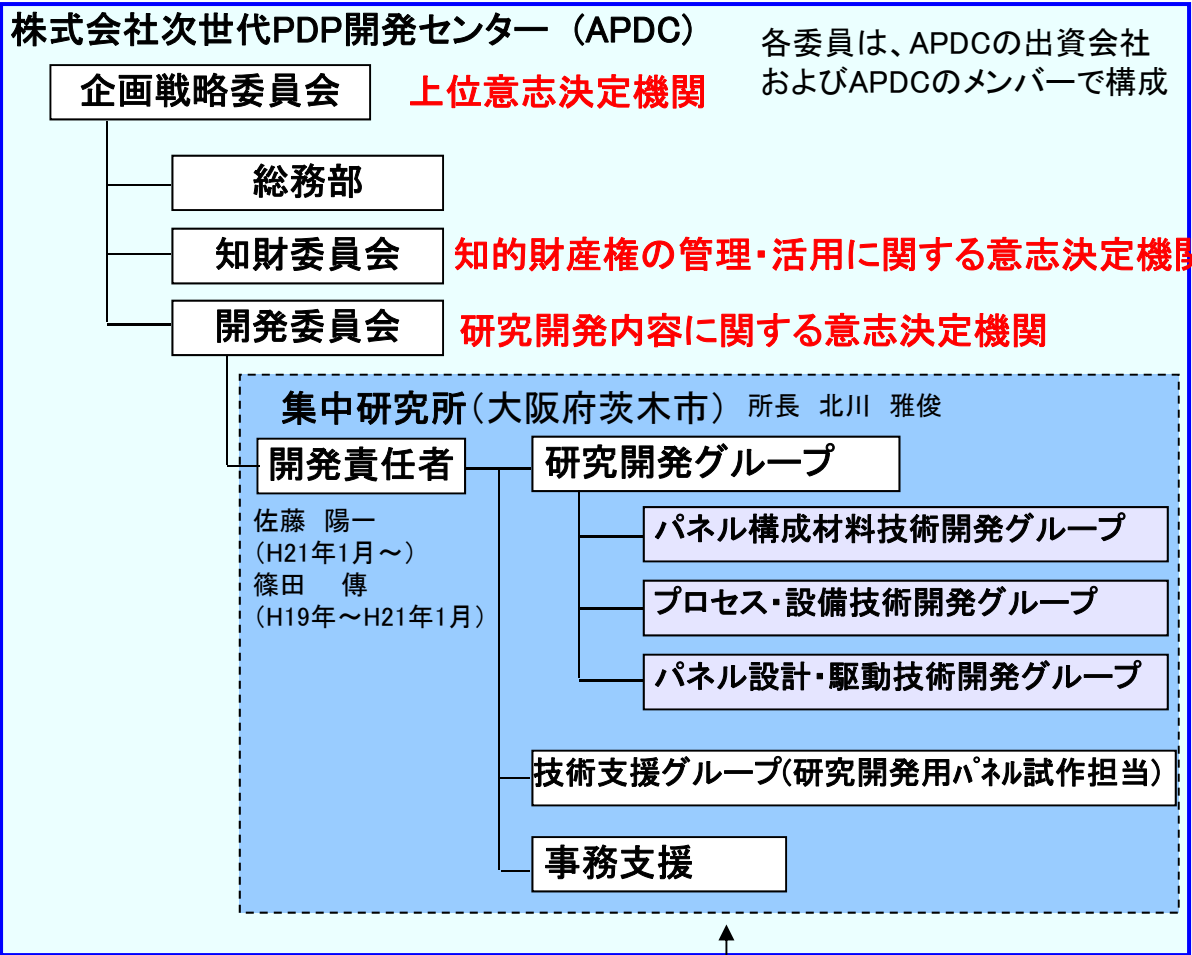 株式会社次世代PDP開発センター (APDC)
各委員は、APDCの出資会社
およびAPDCのメンバーで構成
企画戦略委員会
上位意志決定機関
総務部
知財委員会
知的財産権の管理・活用に関する意志決定機関
開発委員会
研究開発内容に関する意志決定機関
集中研究所(大阪府茨木市) 所長 北川 雅俊
開発責任者
研究開発グループ
佐藤 陽一
(H21年1月～)
篠田 傳
(H19年～H21年1月)
パネル構成材料技術開発グループ
プロセス・設備技術開発グループ
パネル設計・駆動技術開発グループ
技術支援グループ(研究開発用ﾊﾟﾈﾙ試作担当)
事務支援